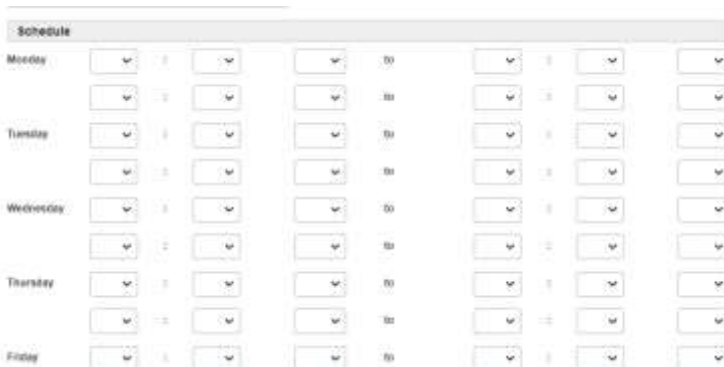 Schedule
Monday : to :
: to :
Tuesday : to :
: to :
Wednesday : to :
: to :
Thursday : to :
: to :
Friday : to :